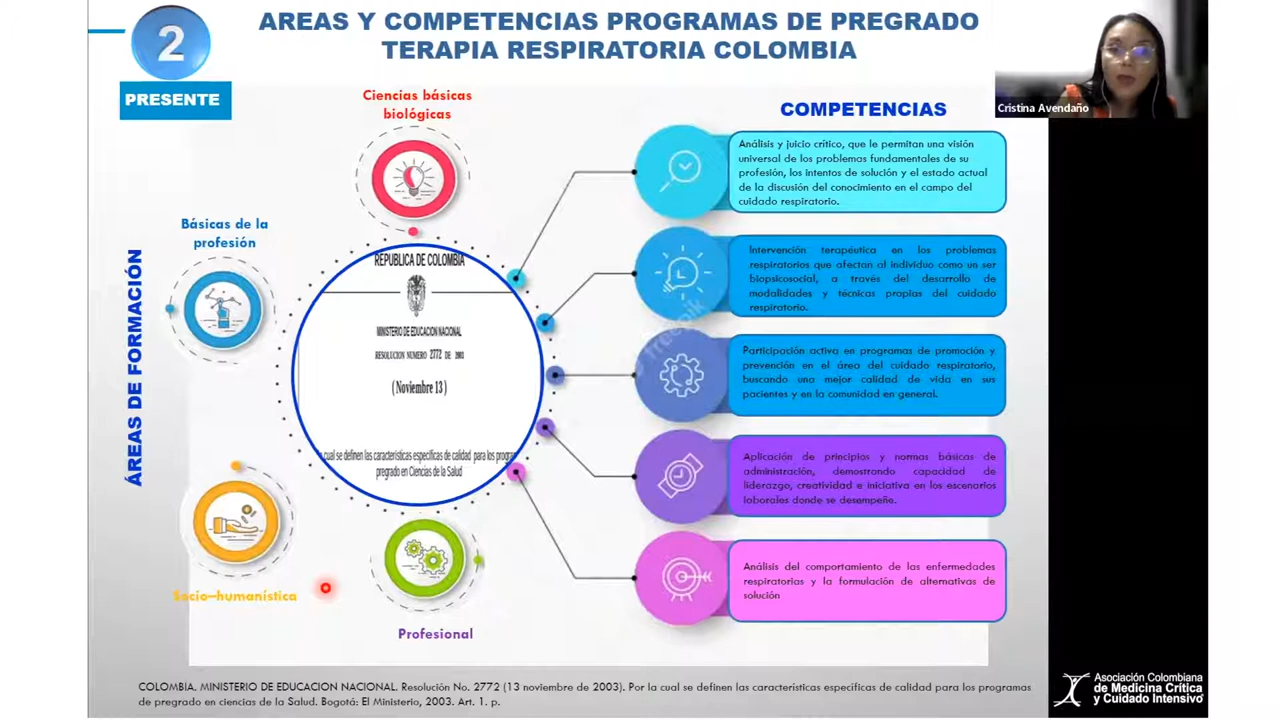 2
PRESENTE
AREAS Y COMPETENCIAS PROGRAMAS DE PREGRADO
TERAPIA RESPIRATORIA COLOMBIA
Cristina Avendaño
ÁREAS DE FORMACIÓN
Ciencias básicas
biológicas
Básicas de la
profesión
Socio-humanística
Profesional
REPÚBLICA DE COLOMBIA
MINISTERIO DE EDUCACION NACIONAL
RESOLUCION NUMERO 2772 DE 2003
(Noviembre 13)
cual se definen las características específicas de calidad para los
pregrado en Ciencias de la Salud
COMPETENCIAS
Análisis y juicio crítico, que le permitan una visión
universal de los problemas fundamentales de su
profesión, los intentos de solución y el estado actual
de la discusión del conocimiento en el campo del
cuidado respiratorio.
Intervención terapéutica en los problemas
respiratorios que afectan al individuo como un ser
biopsicosocial, a través del desarrollo de
modalidades y técnicas propias del cuidado
respiratorio.
Participación activa en programas de promoción y
prevención en el área del cuidado respiratorio,
buscando una mejor calidad de vida en sus
pacientes y en la comunidad en general.
Aplicación de principios y normas básicas de
administración, demostrando capacidad de
liderazgo, creatividad e iniciativa en los escenarios
laborales donde se desempeñe.
Análisis del comportamiento de las enfermedades
respiratorias y la formulación de alternativas de
solución
freepik
COLOMBIA. MINISTERIO DE EDUCACION NACIONAL. Resolución No. 2772 (13 noviembre de 2003). Por la cual se definen las características específicas de calidad para los programas
de pregrado en ciencias de la Salud. Bogotá: El Ministerio, 2003. Art. 1. p.
Asociación Colombiana
de Medicina Crítica
y Cuidado Intensivo